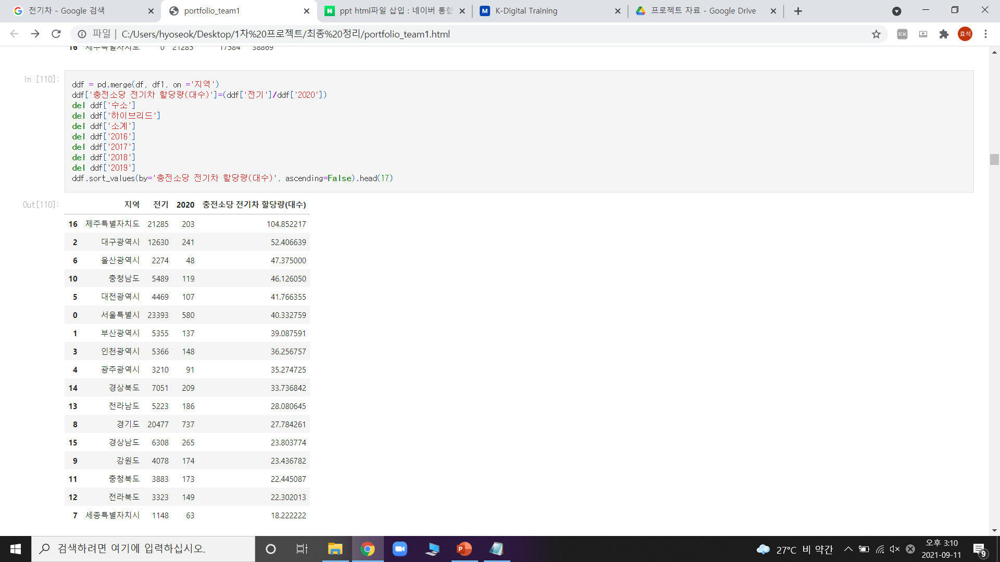 전기차 - Google 검색
portfolio_team1
ppt html파일 삽입 : 네이버 통합
K-Digital Training
프로젝트 자료 - Google Drive
파일 | C:/Users/hyoseok/Desktop/1차%20프로젝트/최종%20정리/portfolio_team1.html
EX
효석
16 제주특별자치도 0 21285 17584 38869
In [110]:
ddf = pd.merge(df, df1, on ='지역')
ddf['충전소당 전기차 할당량(대수)']=(ddf['전기']/ddf['2020'])
del ddf['수소']
del ddf['하이브리드']
del ddf['소계']
del ddf['2016']
del ddf['2017']
del ddf['2018']
del ddf['2019']
ddf.sort_values(by='충전소당 전기차 할당량(대수)', ascending=False).head(17)
Out[110]:
지역 전기 2020 충전소당 전기차 할당량(대수)
16 제주특별자치도 21285 203 104.852217
2 대구광역시 12630 241 52.406639
6 울산광역시 2274 48 47.375000
10 충청남도 5489 119 46.126050
5 대전광역시 4469 107 41.766355
0 서울특별시 23393 580 40.332759
1 부산광역시 5355 137 39.087591
3 인천광역시 5366 148 36.256757
4 광주광역시 3210 91 35.274725
14 경상북도 7051 209 33.736842
13 전라남도 5223 186 28.080645
8 경기도 20477 737 27.784261
15 경상남도 6308 265 23.803774
9 강원도 4078 174 23.436782
11 충청북도 3883 173 22.445087
12 전라북도 3323 149 22.302013
7 세종특별자치시 1148 63 18.222222
검색하려면 여기에 입력하십시오.
27°C 비 약간
오후 3:10
2021-09-11
9